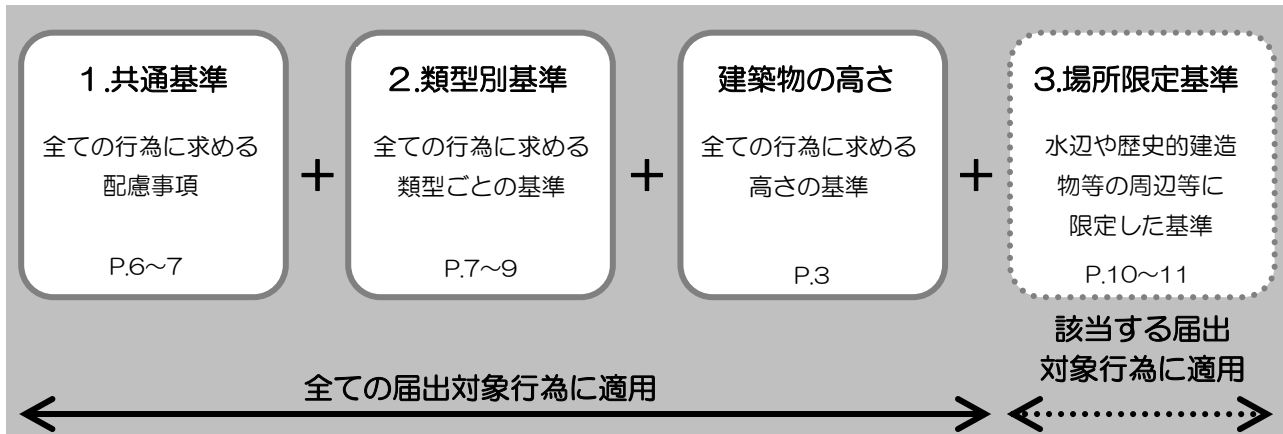 1.共通基準
全ての行為に求める
配慮事項
P.6～7
＋
2.類型別基準
全ての行為に求める
類型ごとの基準
P.7～9
＋
建築物の高さ
全ての行為に求める
高さの基準
P.3
＋
3.場所限定基準
水辺や歴史的建造
物等の周辺等に
限定した基準
P.10～11
全ての届出対象行為に適用
該当する届出
対象行為に適用